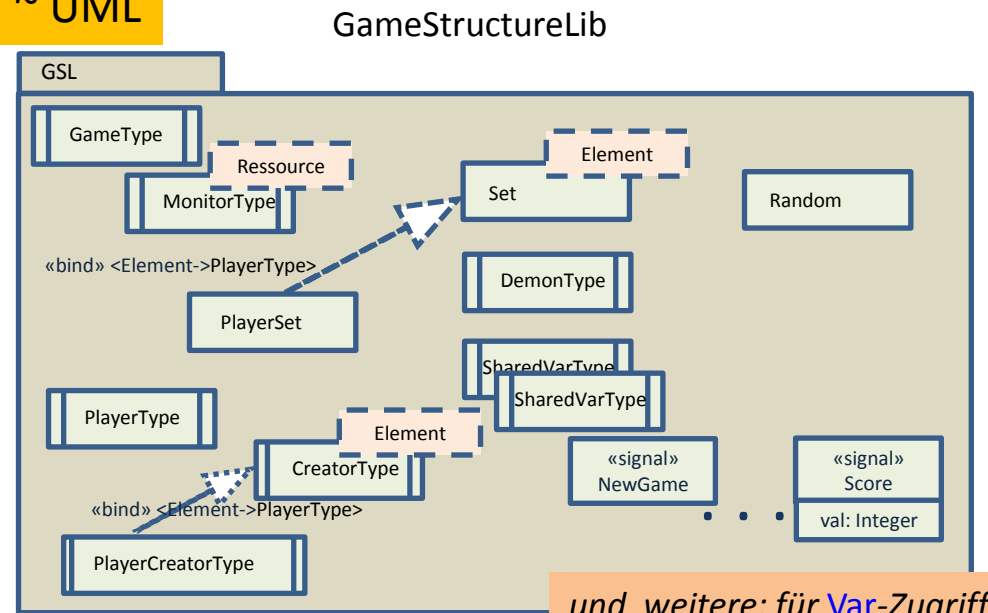 UML
GameStructureLib
GSL
GameType
Ressource
MonitorType
Element
Set
Random
«bind» <Element->PlayerType>
DemonType
PlayerSet
SharedVarType
SharedVarType
PlayerType
Element
CreatorType
«signal»
NewGame
«signal»
Score
«bind» <Element->PlayerType>
. . .
val: Integer
PlayerCreatorType
und weitere: für Var-Zugriff